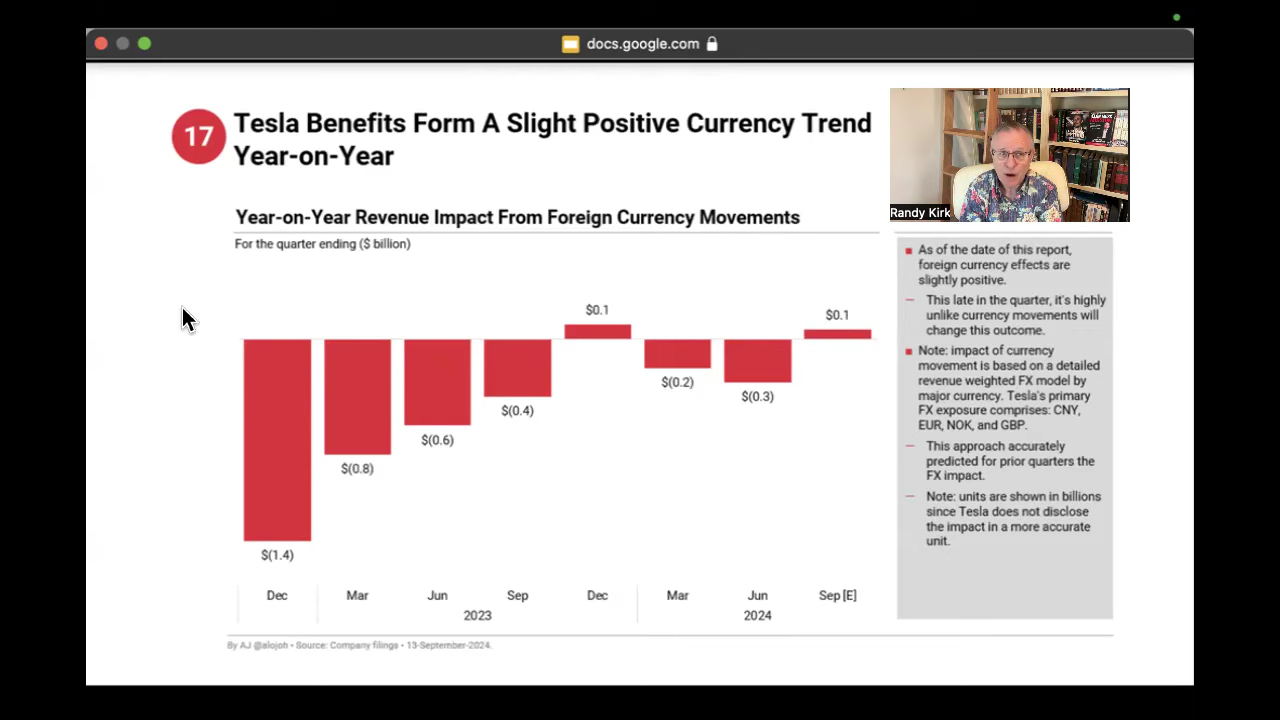 docs.google.com
17
Tesla Benefits Form A Slight Positive Currency Trend
Year-on-Year
Randy Kirk
Year-on-Year Revenue Impact From Foreign Currency Movements
For the quarter ending ($ billion)
$0.1
$0.1
$(0.2)
$(0.3)
$(0.4)
$(0.6)
$(0.8)
$(1.4)
Dec
Mar
Jun
Sep
Dec
Mar
Jun
Sep [E]
2023
2024
As of the date of this report,
foreign currency effects are
slightly positive.
— This late in the quarter, it's highly
unlike currency movements will
change this outcome.
Note: impact of currency
movement is based on a detailed
revenue weighted FX model by
major currency. Tesla's primary
FX exposure comprises: CNY,
EUR, NOK, and GBP.
— This approach accurately
predicted for prior quarters the
FX impact.
— Note: units are shown in billions
since Tesla does not disclose
the impact in a more accurate
unit.
By AJ @alojoh • Source: Company filings • 13-September-2024.